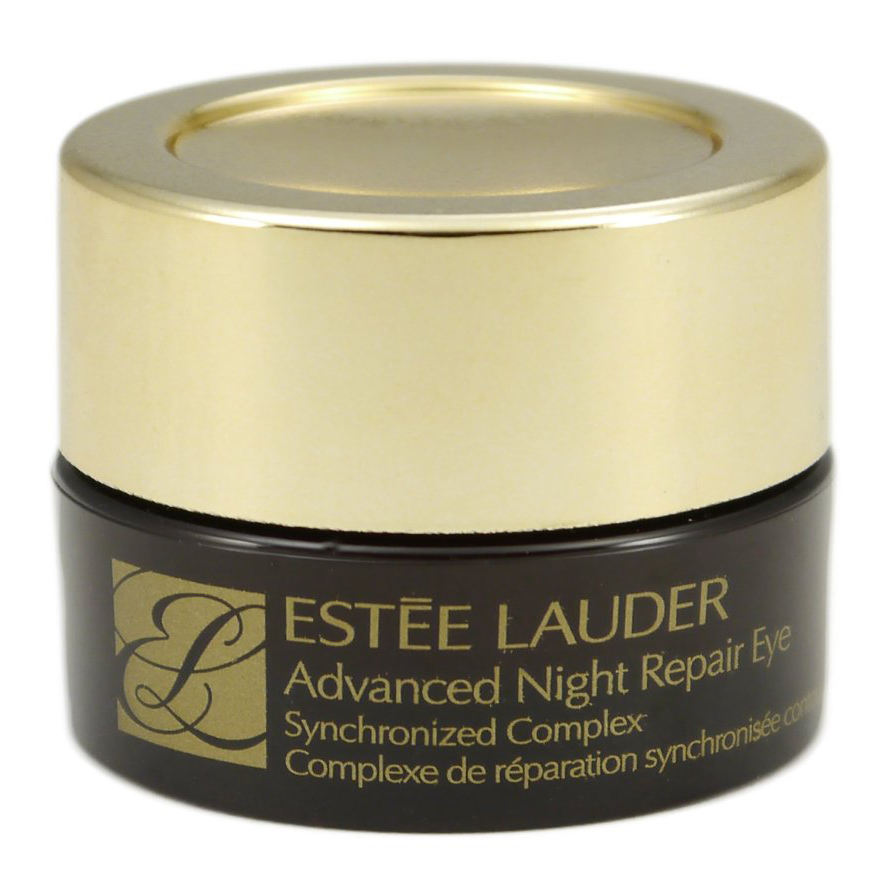 ESTĒE LAUDER
Advanced Night Repair Eye
Synchronized Complex
Complexe de réparation synchronisée